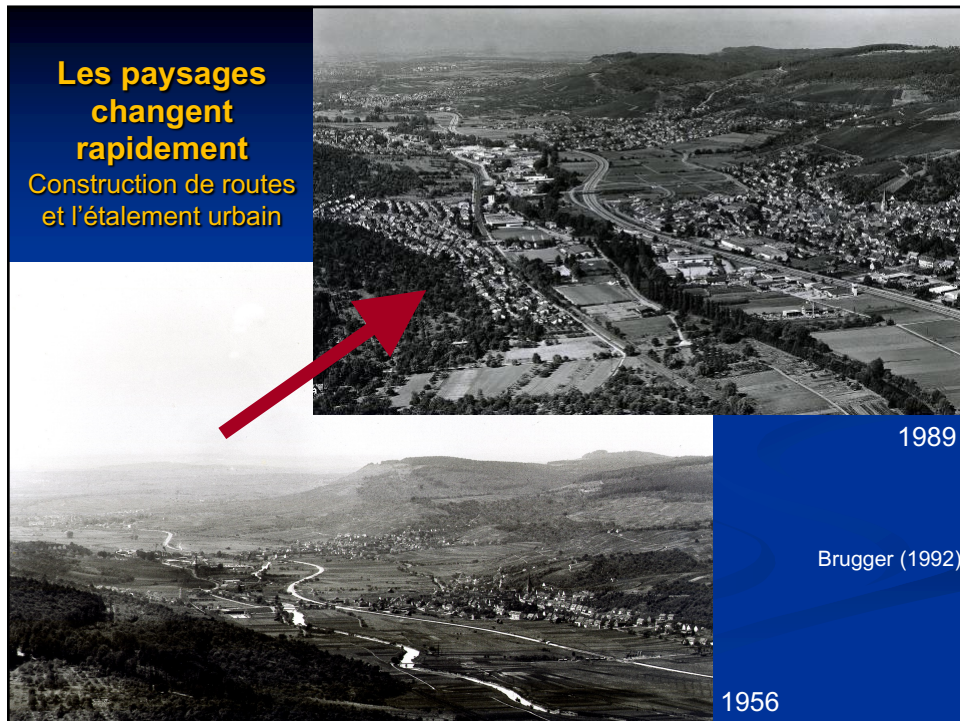 Les paysages
changent
rapidement
Construction de routes
et l’étalement urbain
1989
Brugger (1992)
1956